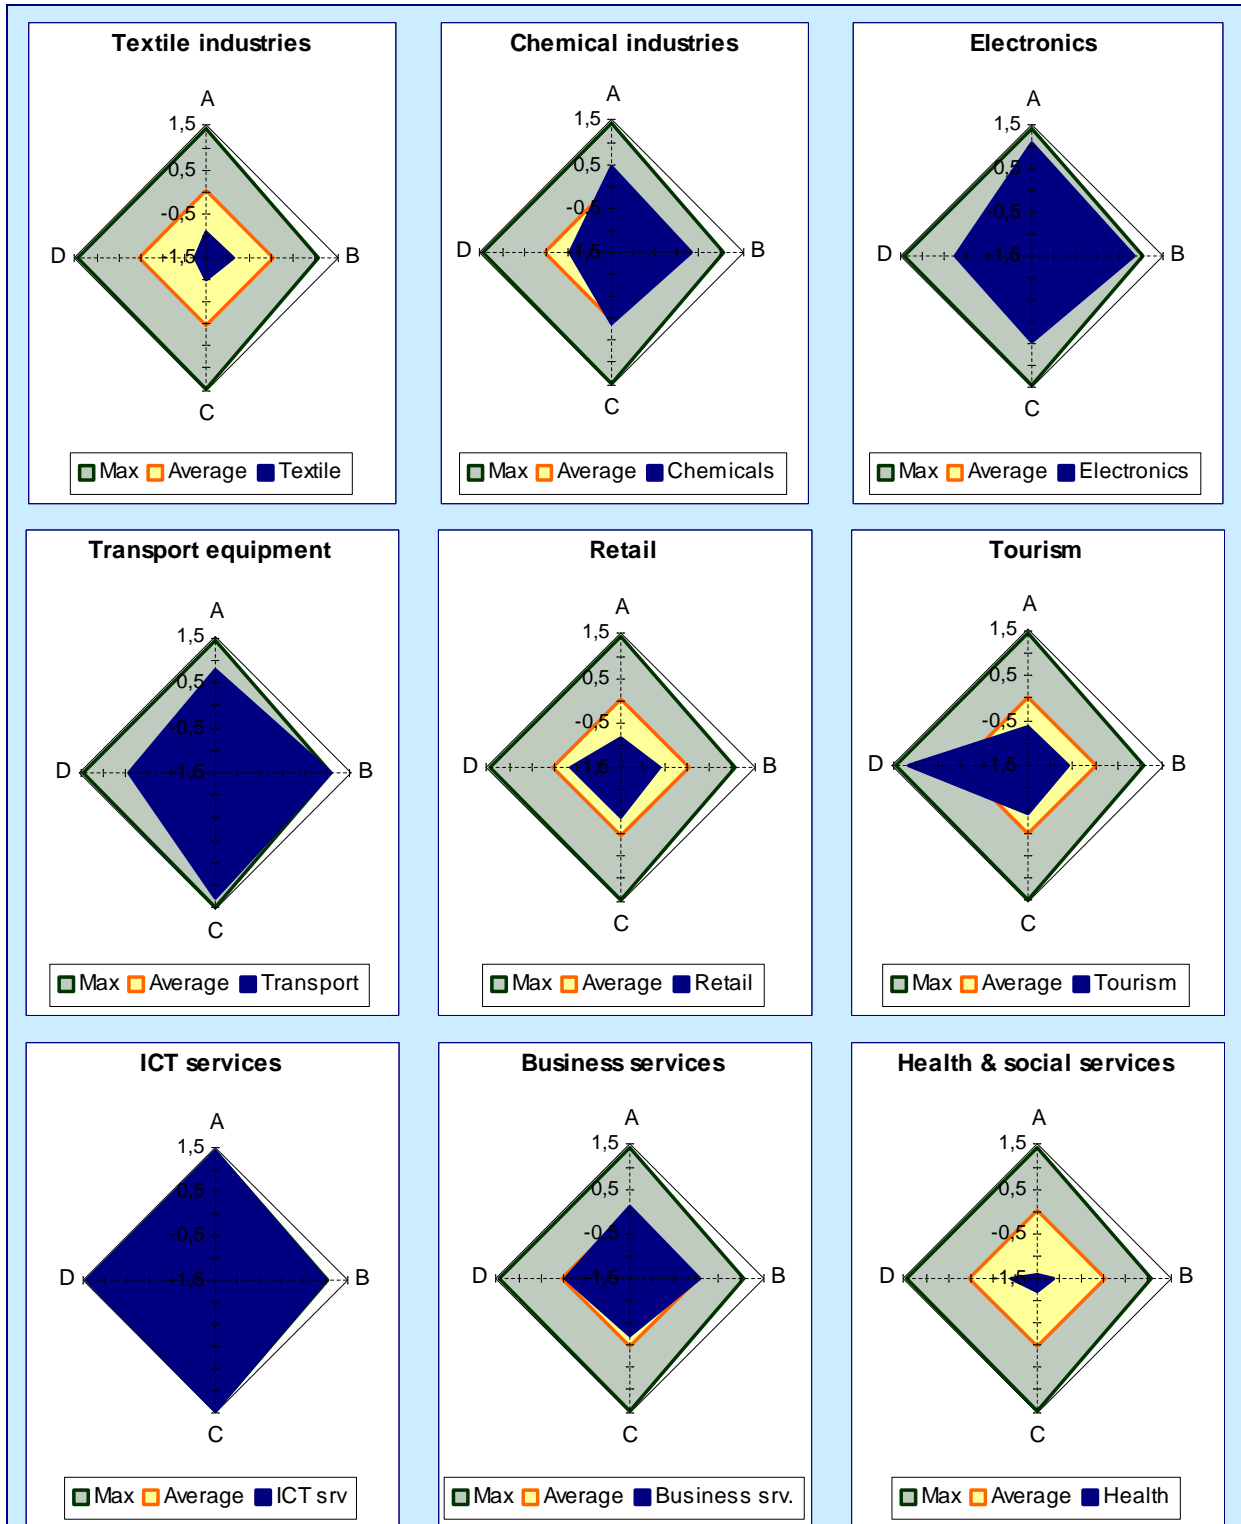 Textile industries
A
1,5
0,5
-0,5
D -1,5 B
C
Max Average Textile
Chemical industries
A
1,5
0,5
-0,5
D -1,5 B
C
Max Average Chemicals
Electronics
A
1,5
0,5
-0,5
D -1,5 B
C
Max Average Electronics
Transport equipment
A
1,5
0,5
-0,5
D -1,5 B
C
Max Average Transport
Retail
A
1,5
0,5
-0,5
D -1,5 B
C
Max Average Retail
Tourism
A
1,5
0,5
-0,5
D -1,5 B
C
Max Average Tourism
ICT services
A
1,5
0,5
-0,5
D -1,5 B
C
Max Average ICT srv
Business services
A
1,5
0,5
-0,5
D -1,5 B
C
Max Average Business srv.
Health & social services
A
1,5
0,5
-0,5
D -1,5 B
C
Max Average Health